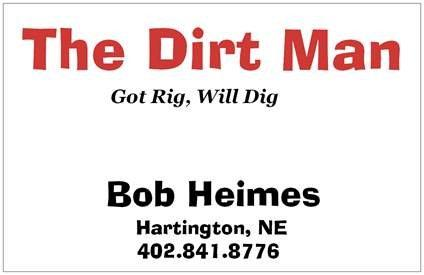 The Dirt Man
Got Rig, Will Dig
Bob Heimes
Hartington, NE
402.841.8776